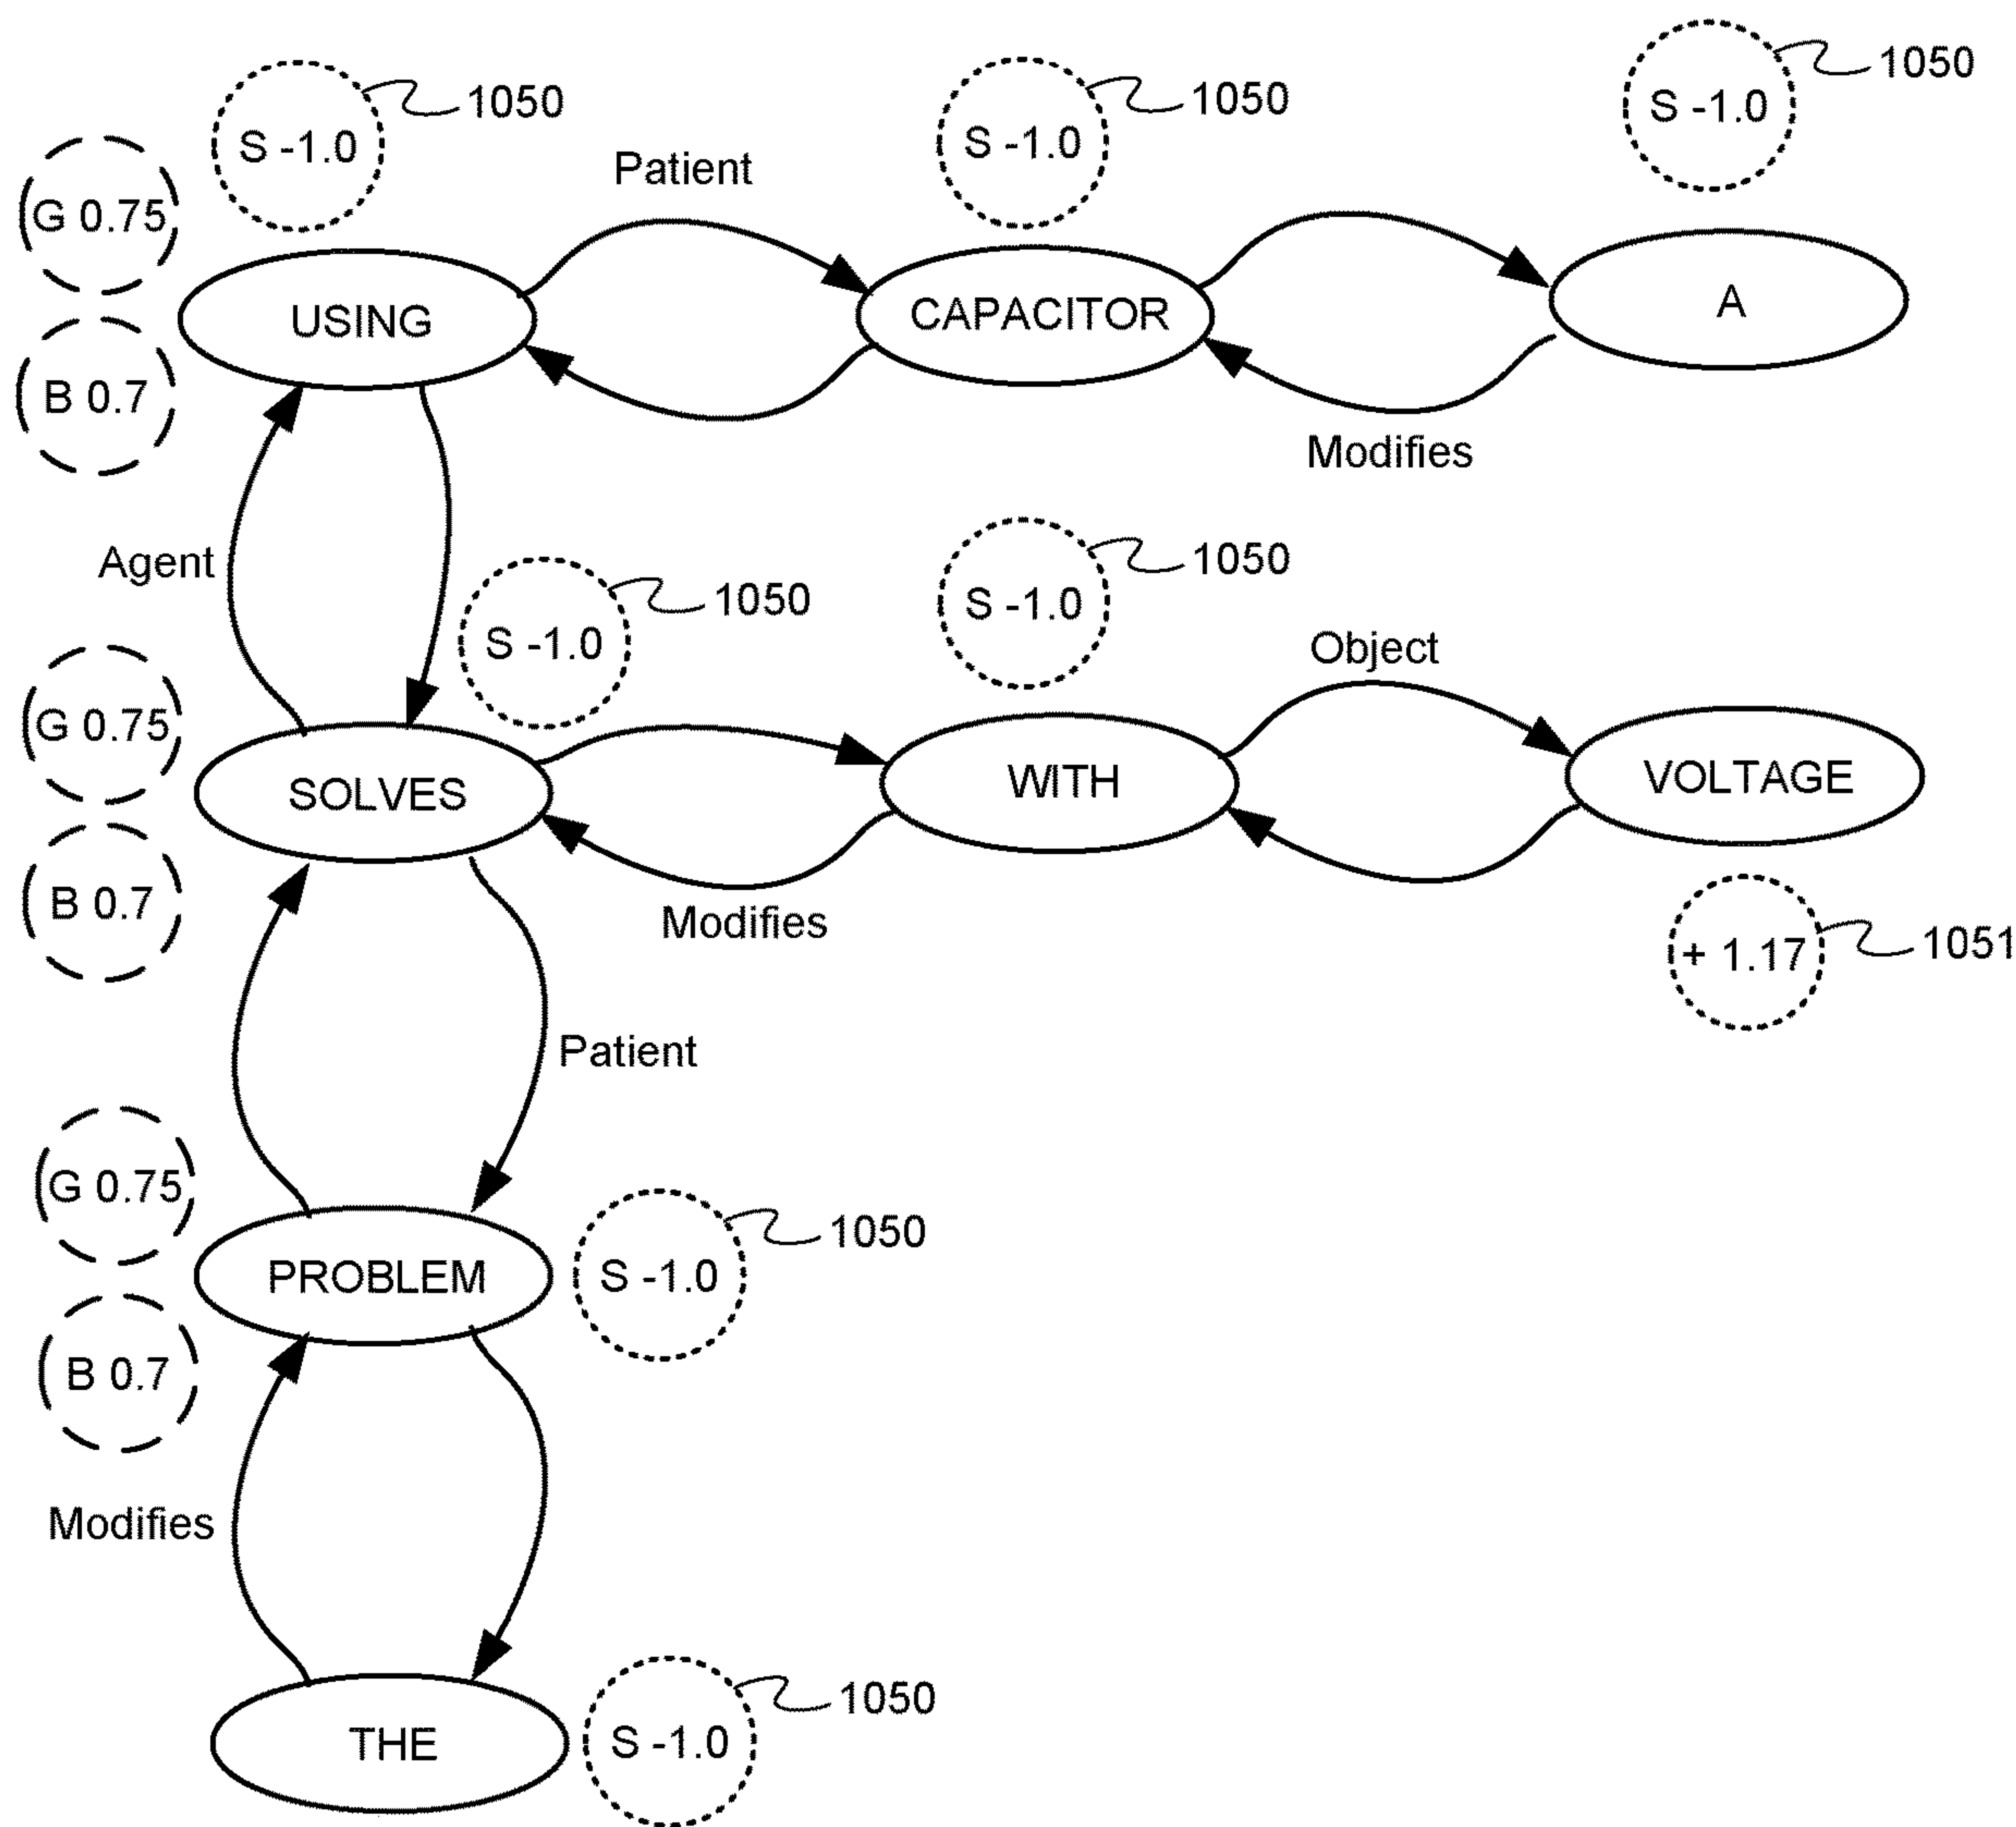 1050
S -1.0
1050
S -1.0
1050
S -1.0
G 0.75
Patient
USING
CAPACITOR
A
B 0.7
Modifies
Agent
1050
S -1.0
1050
S -1.0
Object
G 0.75
SOLVES
WITH
VOLTAGE
B 0.7
Modifies
+ 1.17
1051
Patient
G 0.75
1050
PROBLEM
S -1.0
B 0.7
Modifies
1050
THE
S -1.0